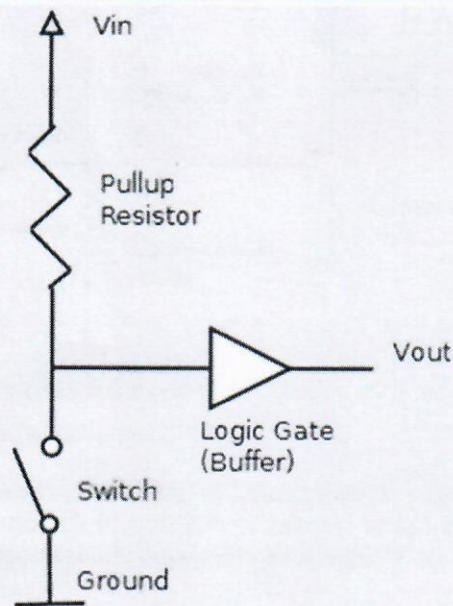 Vin
Pullup
Resistor
Vout
Logic Gate
(Buffer)
Switch
Ground